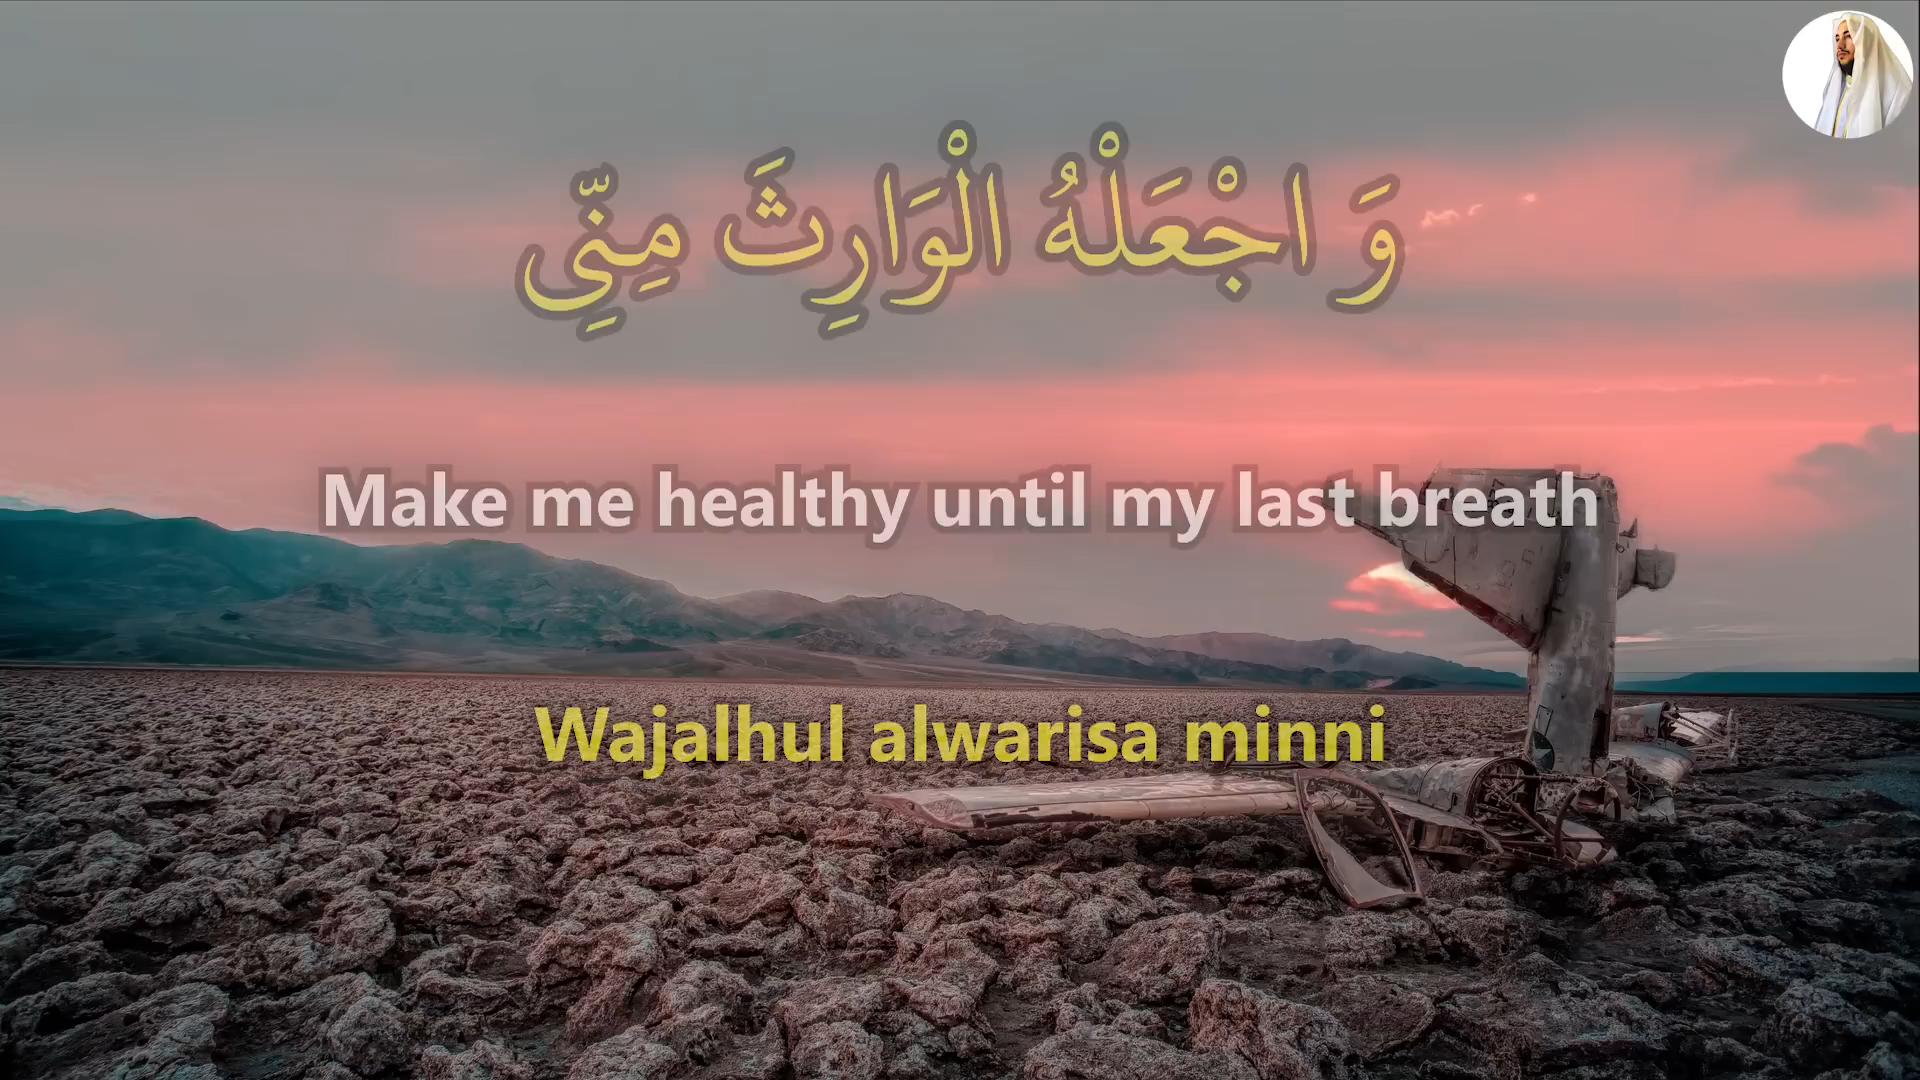 وَ اجْعَلْهُ الْوَارِثَ مِنِّي
Make me healthy until my last breath
Wajalhul alwarisa minni